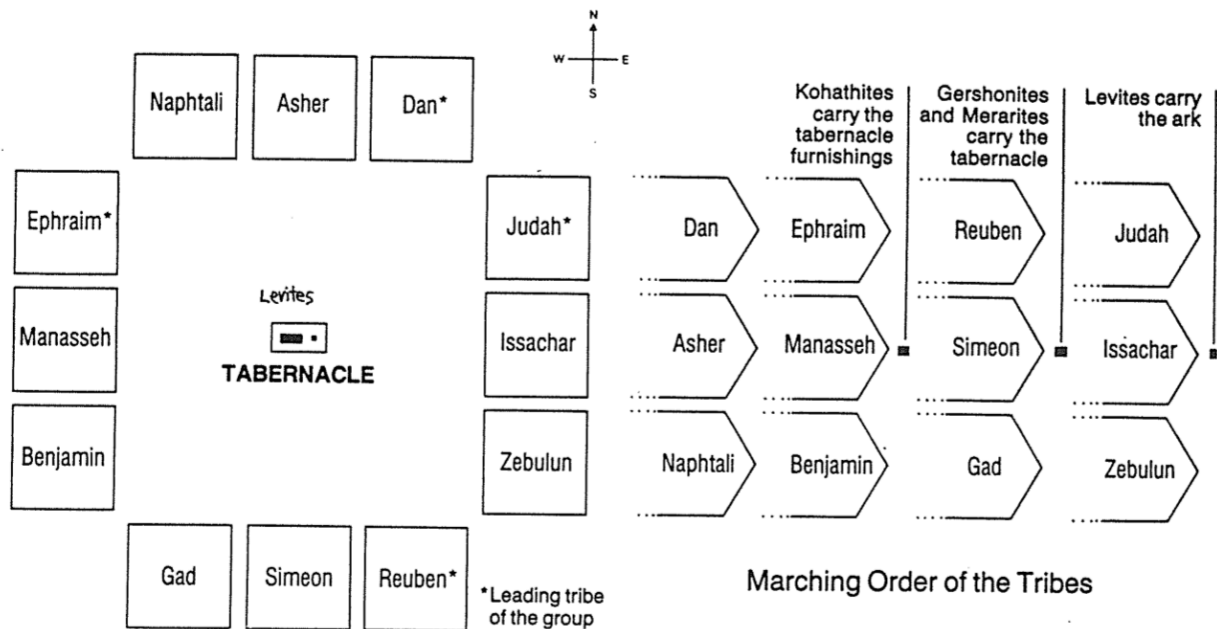 N
W E
S
Naphtali
Asher
Dan*
Ephraim*
Judah*
Levites
Manasseh
Issachar
TABERNACLE
Benjamin
Zebulun
Gad
Simeon
Reuben*
*Leading tribe
of the group
Kohathites
carry the
tabernacle
furnishings
Gershonites
and Merarites
carry the
tabernacle
Levites carry
the ark
Dan
Ephraim
Reuben
Judah
Asher
Manasseh
Simeon
Issachar
Naphtali
Benjamin
Gad
Zebulun
Marching Order of the Tribes